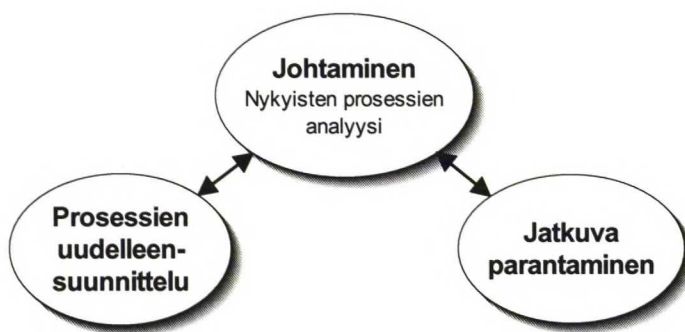 Johtaminen
Nykyisten prosessien
analyysi
Prosessien
uudelleen-
suunnittelu
Jatkuva
parantaminen